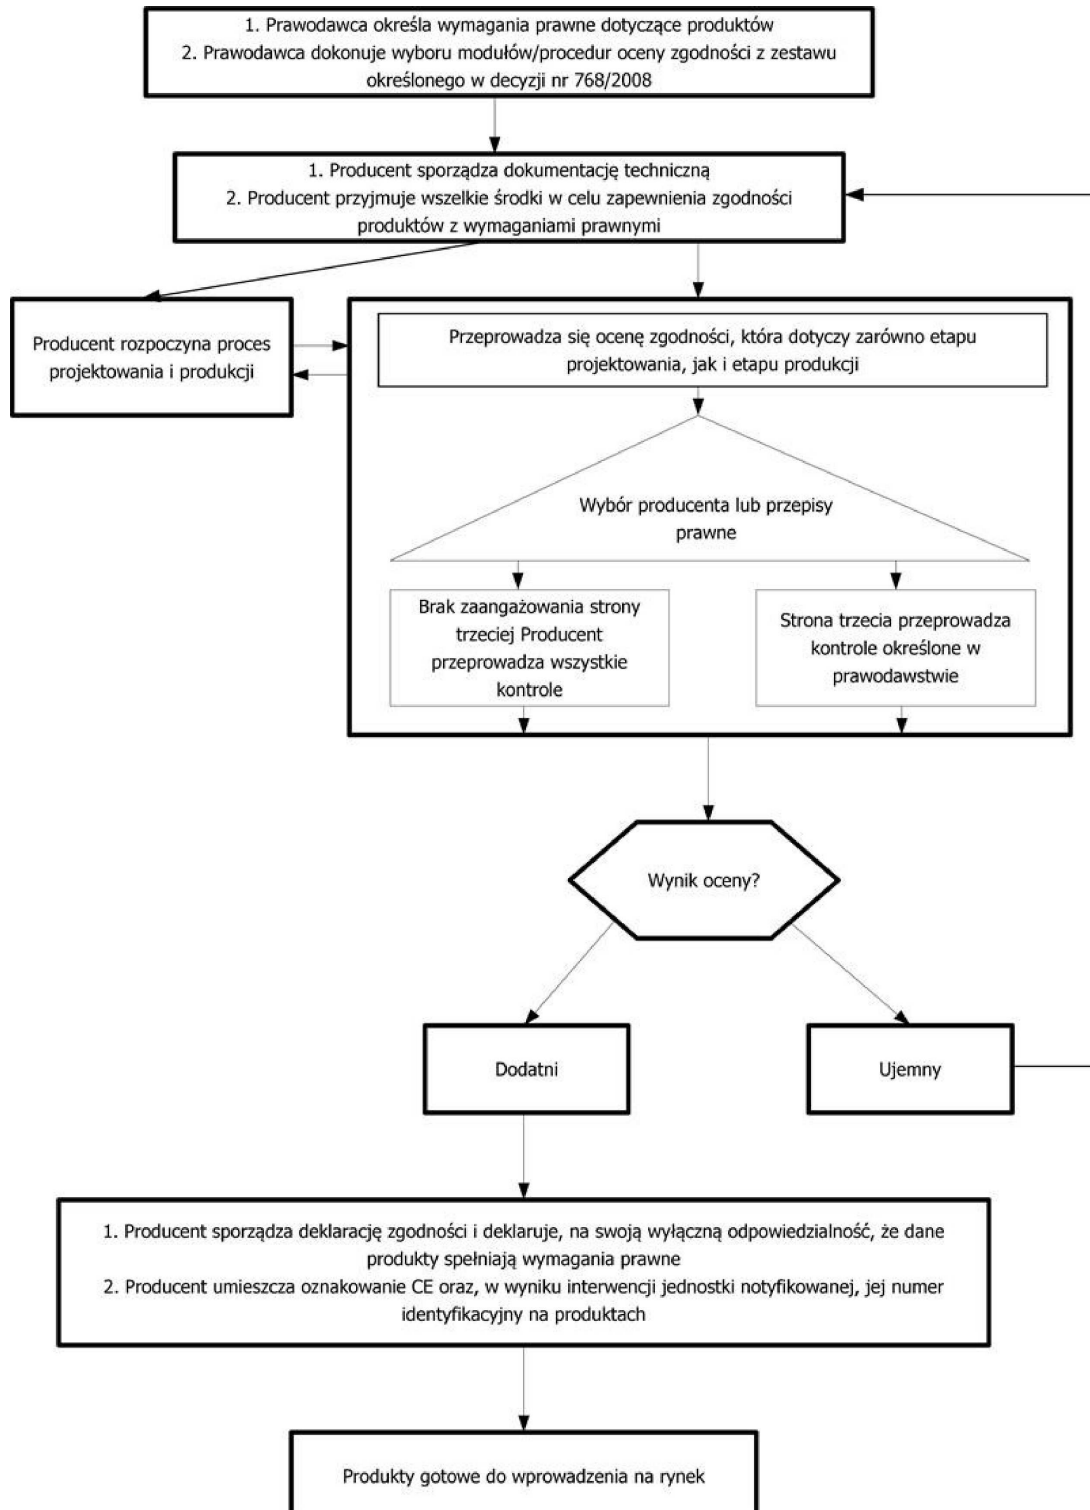 1. Prawodawca określa wymagania prawne dotyczące produktów
2. Prawodawca dokonuje wyboru modułów/procedur oceny zgodności z zestawu
określonego w decyzji nr 768/2008
1. Producent sporządza dokumentację techniczną
2. Producent przyjmuje wszelkie środki w celu zapewnienia zgodności
produktów z wymaganiami prawnymi
Producent rozpoczyna proces
projektowania i produkcji
Przeprowadza się ocenę zgodności, która dotyczy zarówno etapu
projektowania, jak i etapu produkcji
Wybór producenta lub przepisy
prawne
Brak zaangażowania strony
trzeciej Producent
przeprowadza wszystkie
kontrole
Strona trzecia przeprowadza
kontrole określone w
prawodawstwie
Wynik oceny?
Dodatni
Ujemny
1. Producent sporządza deklarację zgodności i deklaruje, na swoją wyłączną odpowiedzialność, że dane
produkty spełniają wymagania prawne
2. Producent umieszcza oznakowanie CE oraz, w wyniku interwencji jednostki notyfikowanej, jej numer
identyfikacyjny na produktach
Produkty gotowe do wprowadzenia na rynek